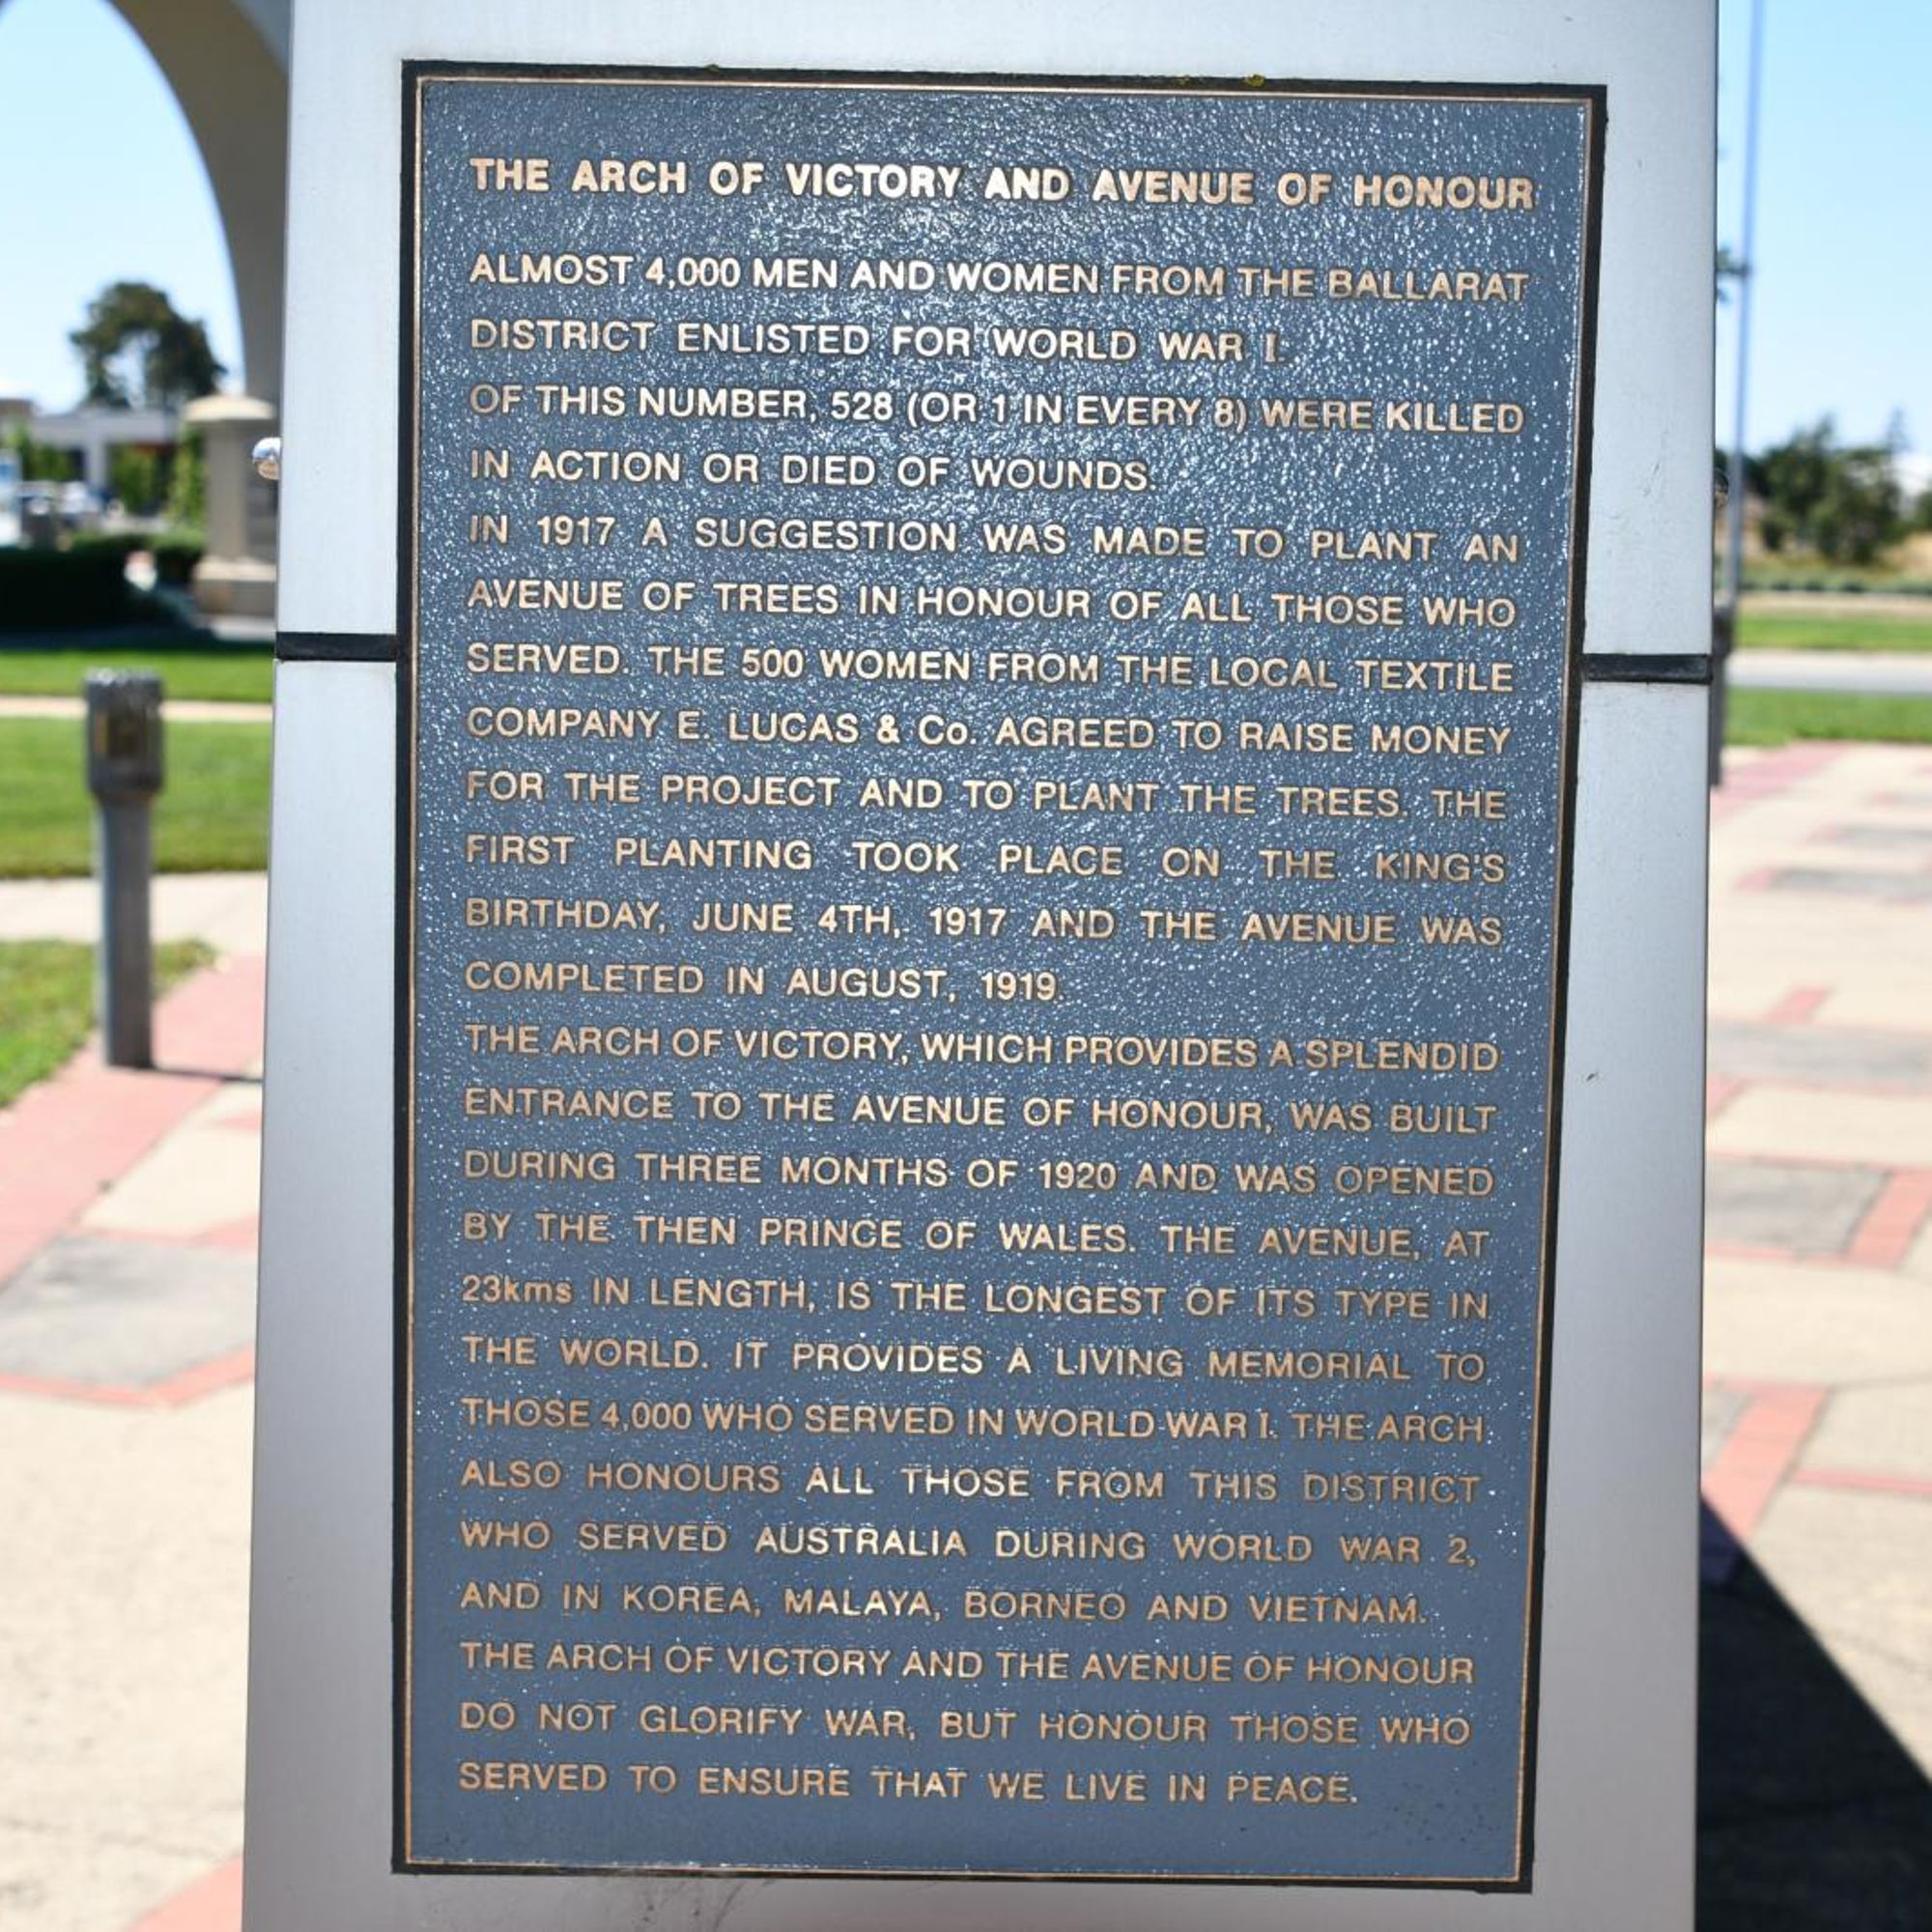 THE ARCH OF VICTORY AND AVENUE OF HONOUR
ALMOST 4,000 MEN AND WOMEN FROM THE BALLARAT
DISTRICT ENLISTED FOR WORLD WAR I.
OF THIS NUMBER, 528 (OR 1 IN EVERY 8) WERE KILLED
IN ACTION OR DIED OF WOUNDS.
IN 1917 A SUGGESTION WAS MADE TO PLANT AN
AVENUE OF TREES IN HONOUR OF ALL THOSE WHO
SERVED. THE 500 WOMEN FROM THE LOCAL TEXTILE
COMPANY E. LUCAS & Co. AGREED TO RAISE MONEY
FOR THE PROJECT AND TO PLANT THE TREES. THE
FIRST PLANTING TOOK PLACE ON THE KING'S
BIRTHDAY, JUNE 4TH, 1917 AND THE AVENUE WAS
COMPLETED IN AUGUST, 1919.
THE ARCH OF VICTORY, WHICH PROVIDES A SPLENDID
ENTRANCE TO THE AVENUE OF HONOUR, WAS BUILT
DURING THREE MONTHS OF 1920 AND WAS OPENED
BY THE THEN PRINCE OF WALES. THE AVENUE, AT
23kms IN LENGTH, IS THE LONGEST OF ITS TYPE IN
THE WORLD. IT PROVIDES A LIVING MEMORIAL TO
THOSE 4,000 WHO SERVED IN WORLD WAR I. THE ARCH
ALSO HONOURS ALL THOSE FROM THIS DISTRICT
WHO SERVED AUSTRALIA DURING WORLD WAR 2,
AND IN KOREA, MALAYA, BORNEO AND VIETNAM.
THE ARCH OF VICTORY AND THE AVENUE OF HONOUR
DO NOT GLORIFY WAR, BUT HONOUR THOSE WHO
SERVED TO ENSURE THAT WE LIVE IN PEACE.